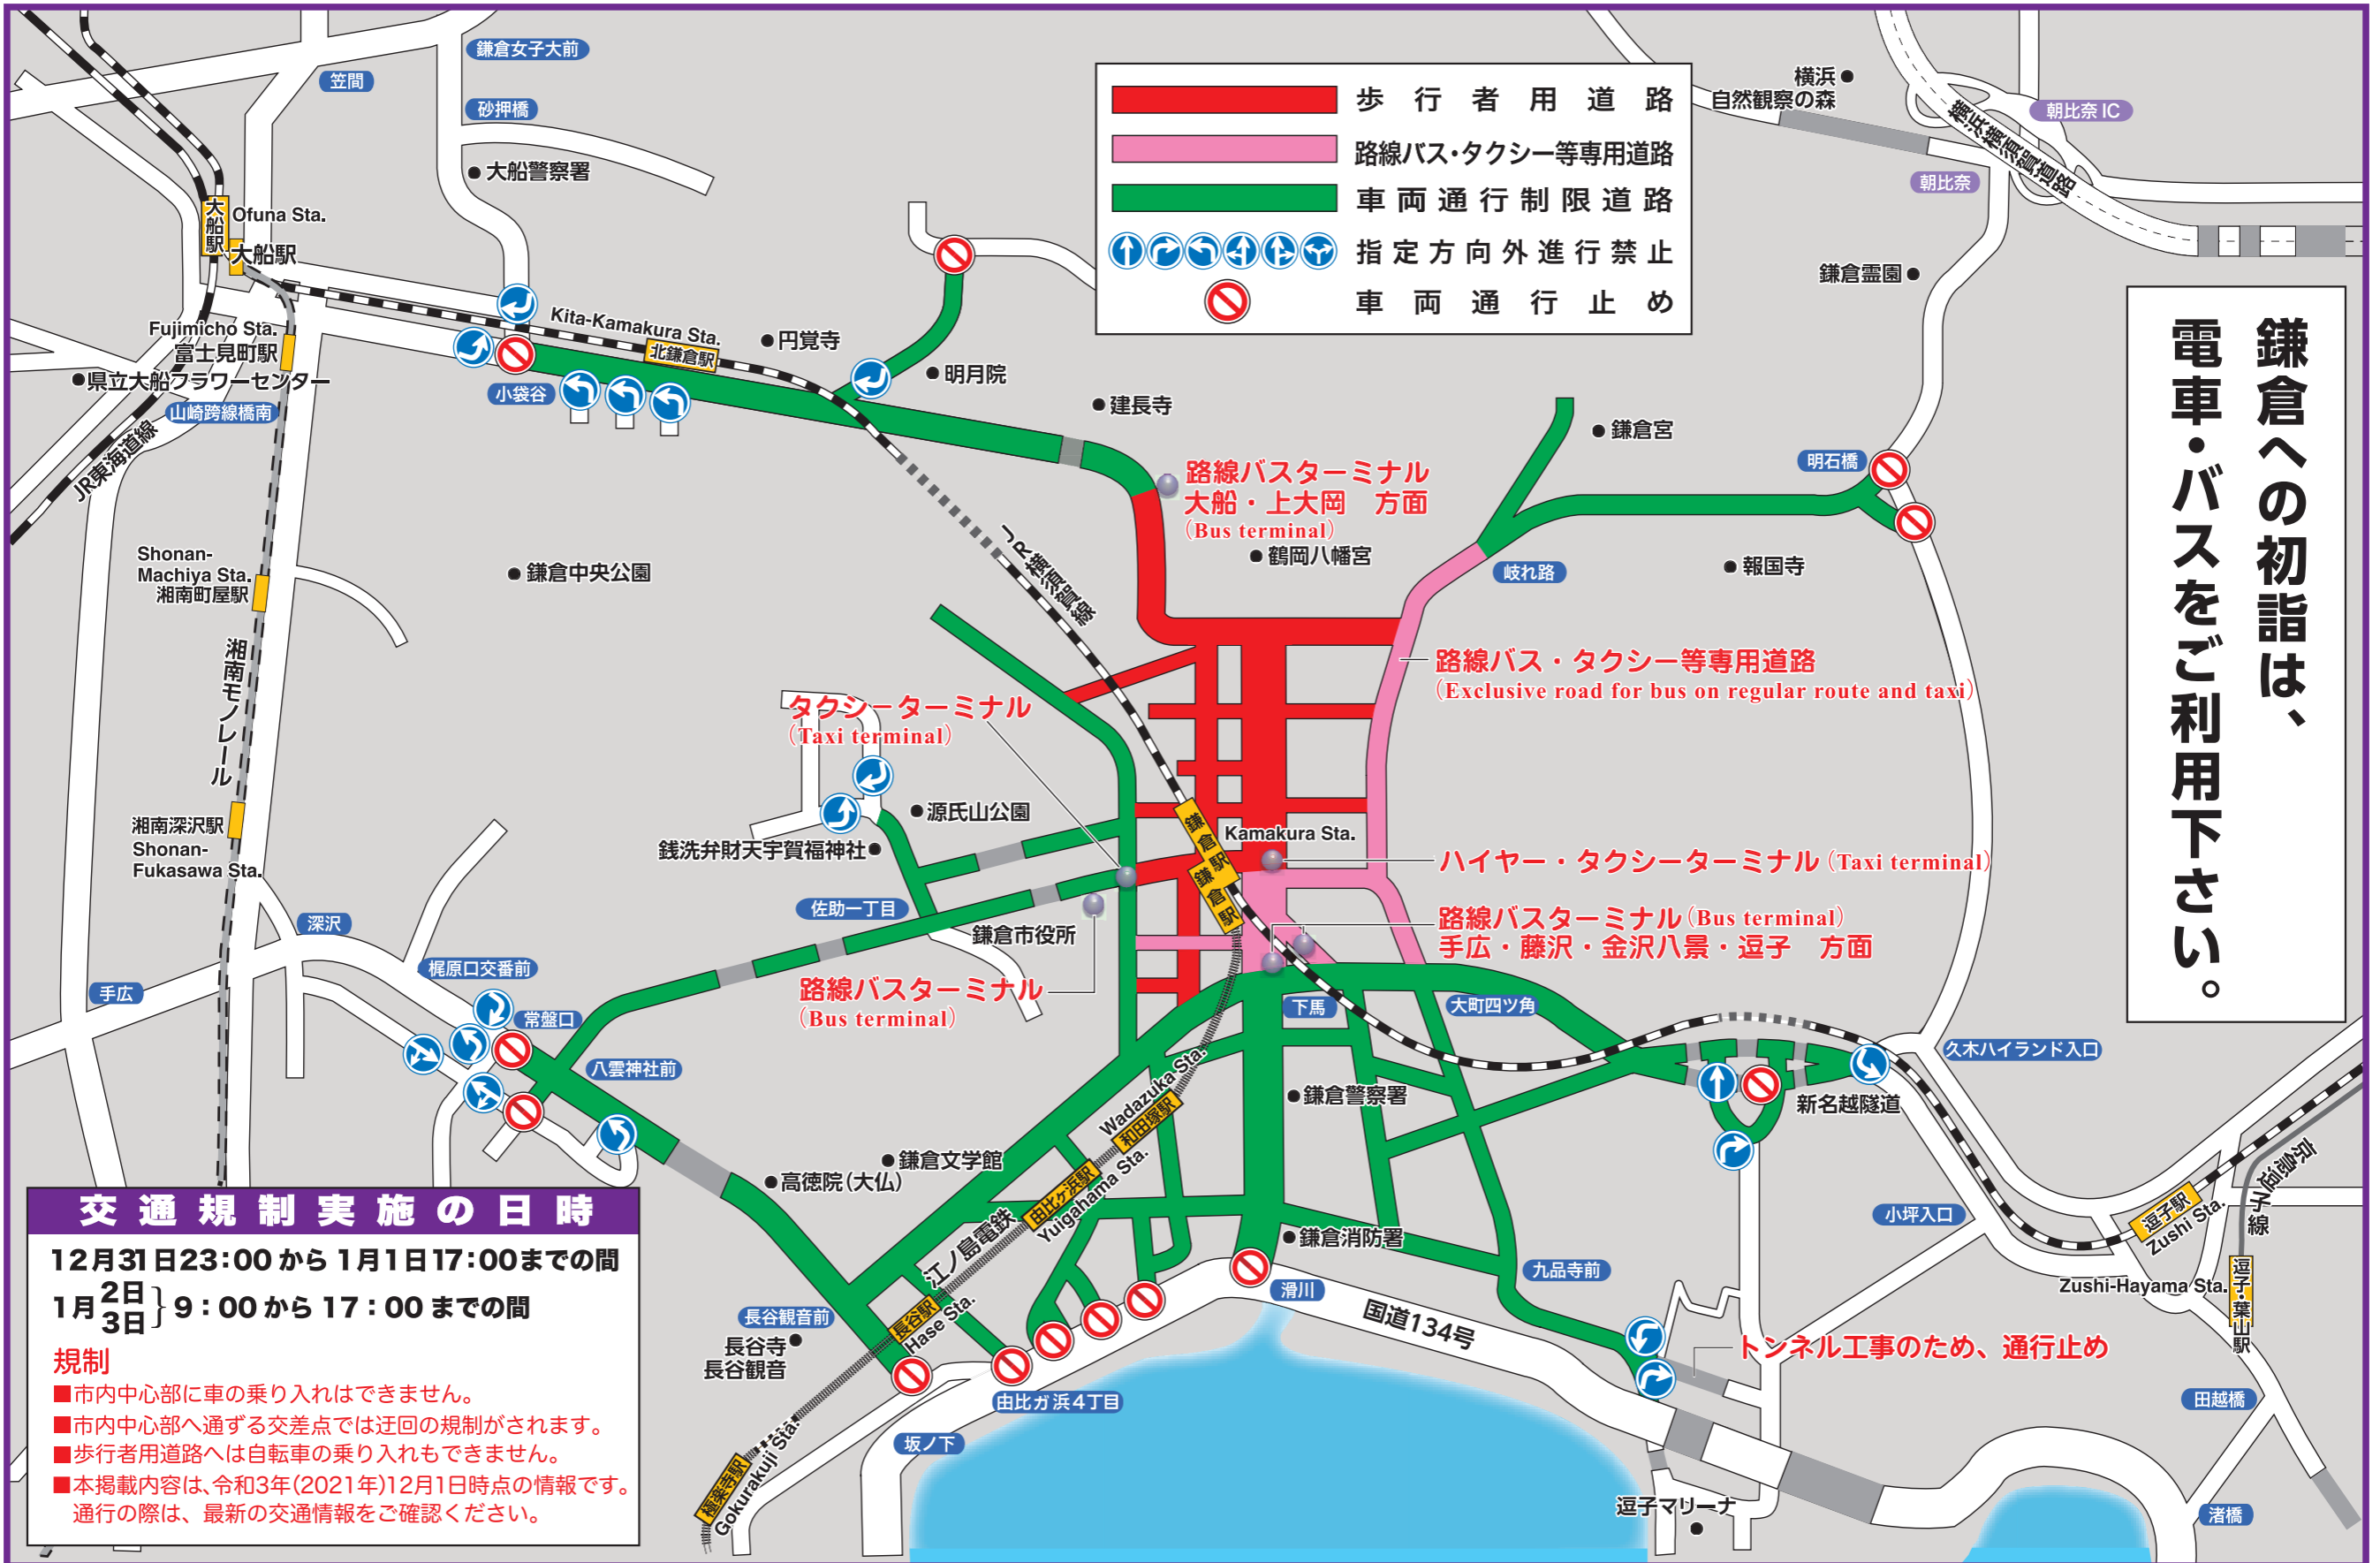 鎌倉女子大前
笠間
砂押橋
大船警察署
大船駅
Ofuna Sta.
大船駅
Fujimicho Sta.
富士見町駅
県立大船フラワーセンター
山崎跨線橋南
JR東海道線
小袋谷
Kita-Kamakura Sta.
北鎌倉駅
円覚寺
明月院
建長寺
歩行者用道路
路線バス・タクシー等専用道路
車両通行制限道路
指定方向外進行禁止
車両通行止め
横浜
自然観察の森
朝比奈IC
横浜横須賀道路
朝比奈
鎌倉霊園
鎌倉への初詣は、
電車・バスをご利用下さい。
鎌倉宮
明石橋
路線バスターミナル
大船・上大岡 方面
(Bus terminal)
鶴岡八幡宮
岐れ路
報国寺
JR横須賀線
Shonan-
Machiya Sta.
湘南町屋駅
鎌倉中央公園
湘南モノレール
路線バス・タクシー等専用道路
(Exclusive road for bus on regular route and taxi)
タクシーターミナル
(Taxi terminal)
源氏山公園
銭洗弁財天宇賀福神社
湘南深沢駅
Shonan-
Fukasawa Sta.
鎌倉駅
鎌倉駅
Kamakura Sta.
ハイヤー・タクシーターミナル(Taxi terminal)
佐助一丁目
鎌倉市役所
路線バスターミナル(Bus terminal)
手広・藤沢・金沢八景・逗子 方面
深沢
梶原口交番前
手広
常盤口
八雲神社前
路線バスターミナル
(Bus terminal)
下馬
大町四ツ角
久木ハイランド入口
Wadazuka Sta.
和田塚駅
鎌倉警察署
新名越隧道
鎌倉文学館
高徳院(大仏)
由比ヶ浜駅
Yuigahama Sta.
江ノ島電鉄
鎌倉消防署
小坪入口
逗子駅
Zushi Sta.
京急逗子線
Zushi-Hayama Sta.
逗子・葉山駅
九品寺前
滑川
国道134号
長谷観音前
長谷寺
長谷観音
長谷駅
Hase Sta.
由比ガ浜4丁目
トンネル工事のため、通行止め
田越橋
坂ノ下
極楽寺駅
Gokurakuji Sta.
逗子マリーナ
渚橋
交通規制実施の日時
12月31日23:00から1月1日17:00までの間
1月2日
3日}9:00から17:00までの間
規制
■市内中心部に車の乗り入れはできません。
■市内中心部へ通ずる交差点では迂回の規制がされます。
■歩行者用道路へは自転車の乗り入れもできません。
■本掲載内容は、令和3年(2021年)12月1日時点の情報です。
通行の際は、最新の交通情報をご確認ください。